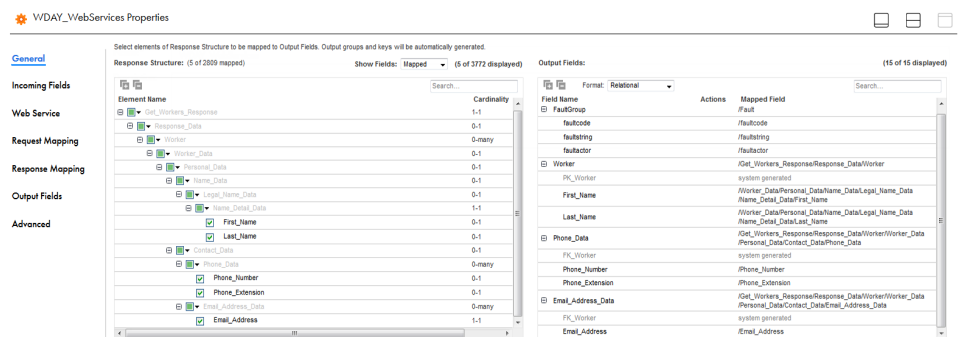 WDAY_WebServices Properties
General
Incoming Fields
Web Service
Request Mapping
Response Mapping
Output Fields
Advanced
Select elements of Response Structure to be mapped to Output Fields. Output groups and keys will be automatically generated.
Response Structure: (5 of 2809 mapped)
Show Fields: Mapped (5 of 3772 displayed)
Search...
Element Name Cardinality
Get_Workers_Response 1-1
Response_Data 0-1
Worker 0-many
Worker_Data 0-1
Personal_Data 0-1
Name_Data 0-1
Legal_Name_Data 0-1
Name_Detail_Data 1-1
First_Name 0-1
Last_Name 0-1
Contact_Data 0-1
Phone_Data 0-many
Phone_Number 0-1
Phone_Extension 0-1
Email_Address_Data 0-many
Email_Address 1-1
Output Fields: (15 of 15 displayed)
Format: Relational
Search...
Field Name Actions Mapped Field
FaultGroup /Fault
faultcode /faultcode
faultstring /faultstring
faultactor /faultactor
Worker /Get_Workers_Response/Response_Data/Worker
PK_Worker system generated
First_Name /Worker_Data/Personal_Data/Name_Data/Legal_Name_Data
/Name_Detail_Data/First_Name
Last_Name /Worker_Data/Personal_Data/Name_Data/Legal_Name_Data
/Name_Detail_Data/Last_Name
Phone_Data /Get_Workers_Response/Response_Data/Worker/Worker_Data
/Personal_Data/Contact_Data/Phone_Data
FK_Worker system generated
Phone_Number /Phone_Number
Phone_Extension /Phone_Extension
Email_Address_Data /Get_Workers_Response/Response_Data/Worker/Worker_Data
/Personal_Data/Contact_Data/Email_Address_Data
FK_Worker system generated
Email_Address /Email_Address